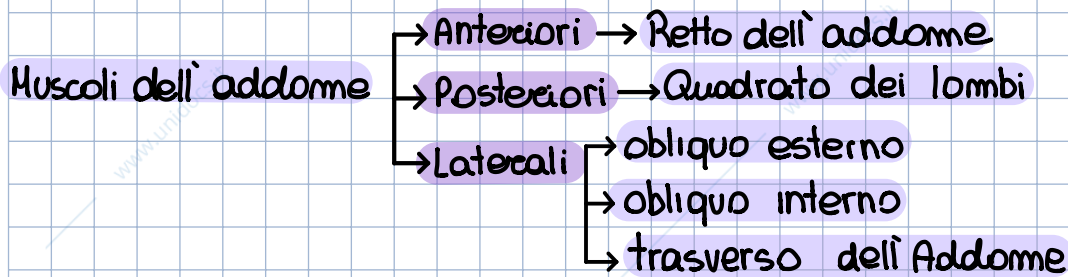 Anteriori → Retto dell'addome
Muscoli dell'addome
Posteriori → Quadrato dei lombi
Laterali
obliquo esterno
obliquo interno
trasverso dell'Addome